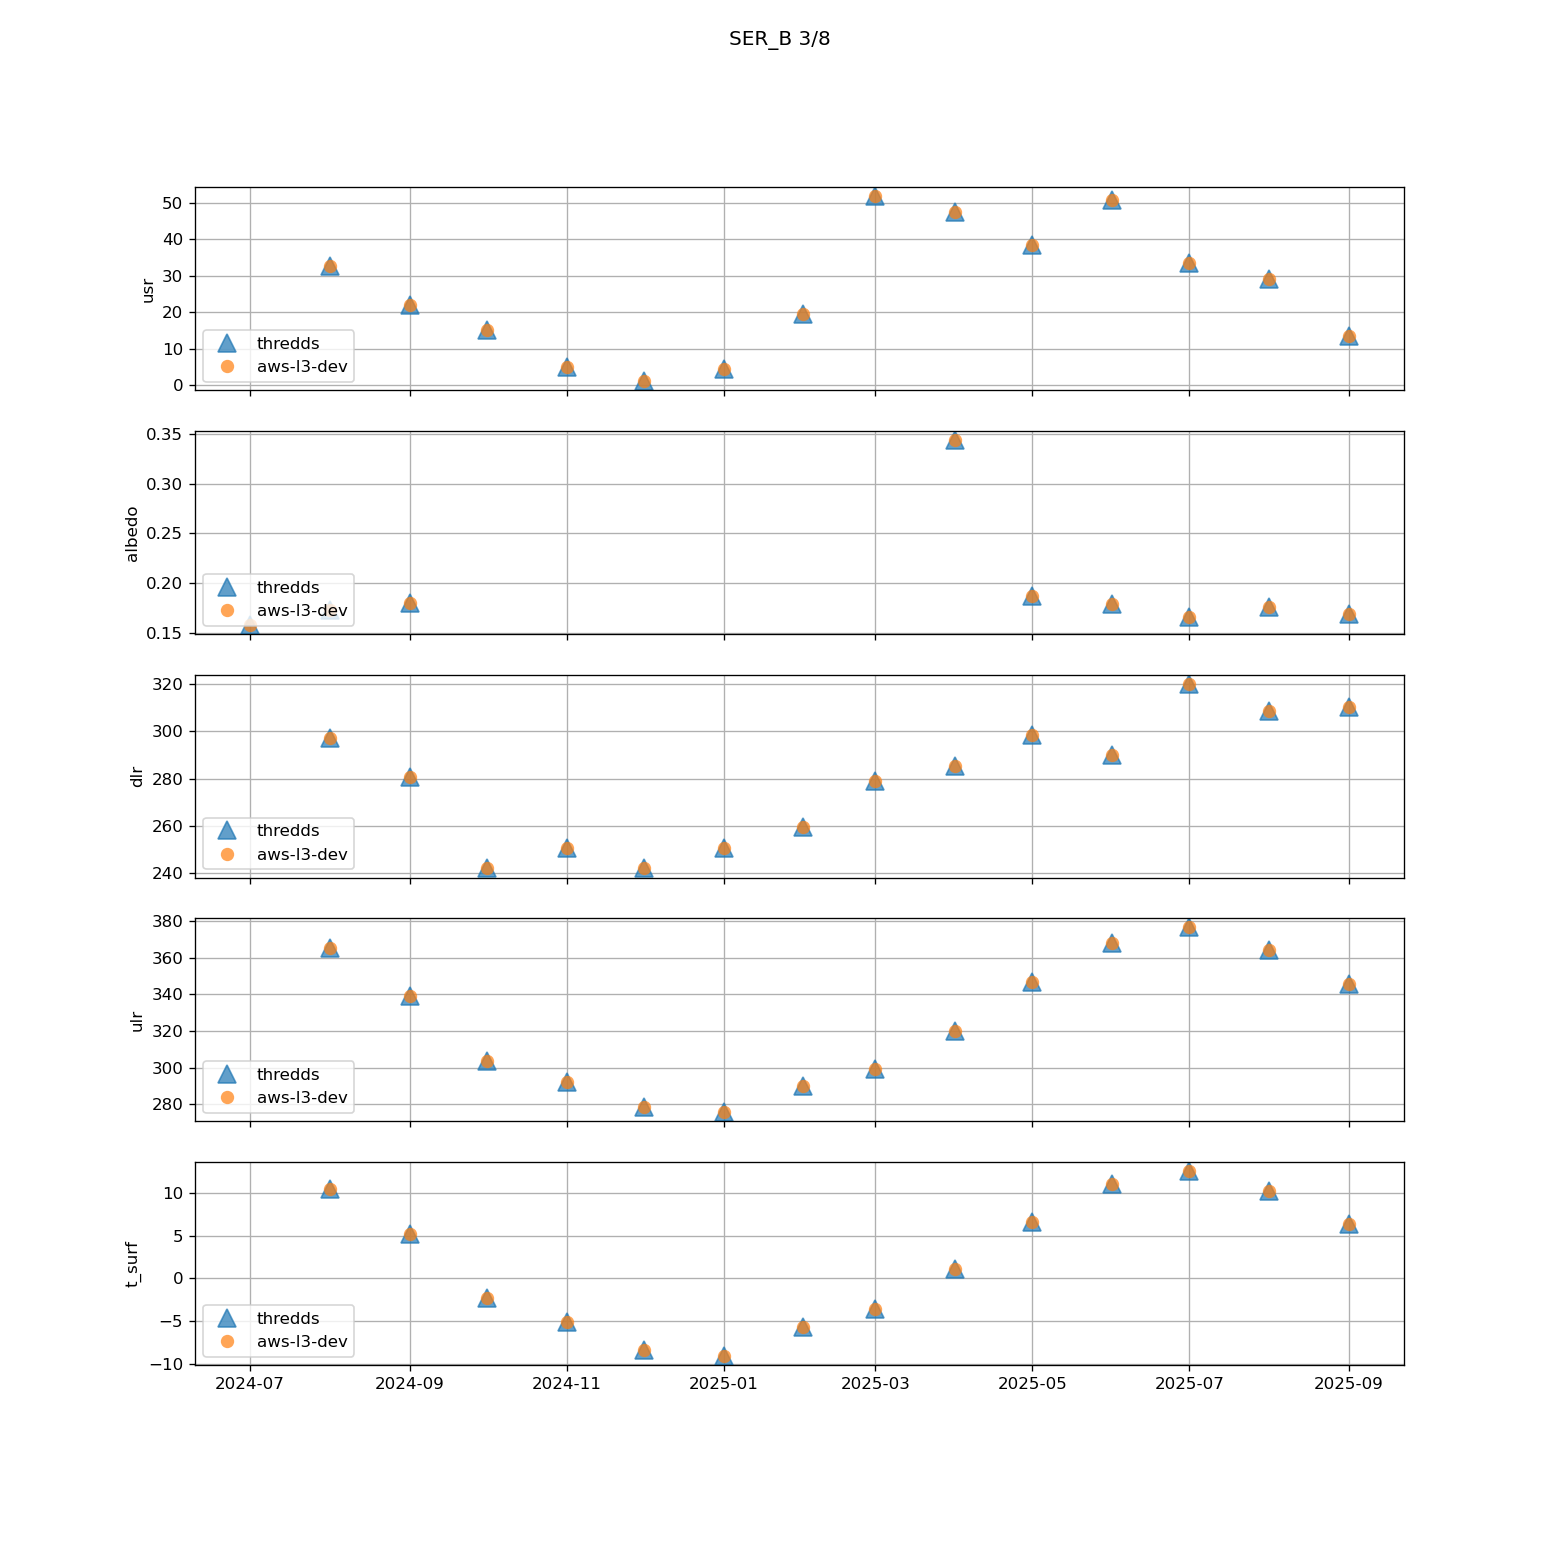 SER_B 3/8
50
40
30
20
10
0
usr
thredds
aws-l3-dev
0.35
0.30
0.25
0.20
0.15
albedo
thredds
aws-l3-dev
320
300
280
260
240
dlr
thredds
aws-l3-dev
380
360
340
320
300
280
ulr
thredds
aws-l3-dev
10
5
0
−5
−10
t_surf
thredds
aws-l3-dev
2024-07 2024-09 2024-11 2025-01 2025-03 2025-05 2025-07 2025-09